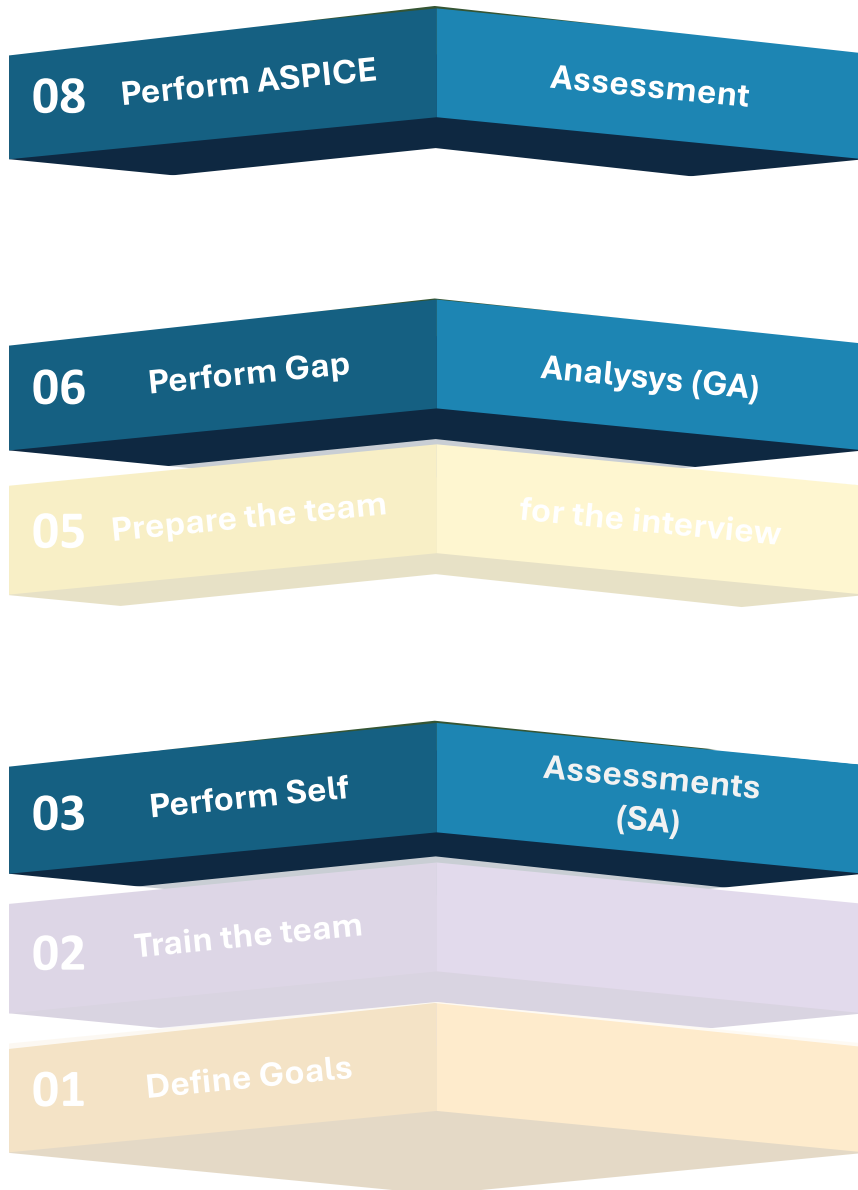 08 Perform ASPICE Assessment
06 Perform Gap Analysys (GA)
05 Prepare the team for the interview
03 Perform Self Assessments
(SA)
02 Train the team
01 Define Goals